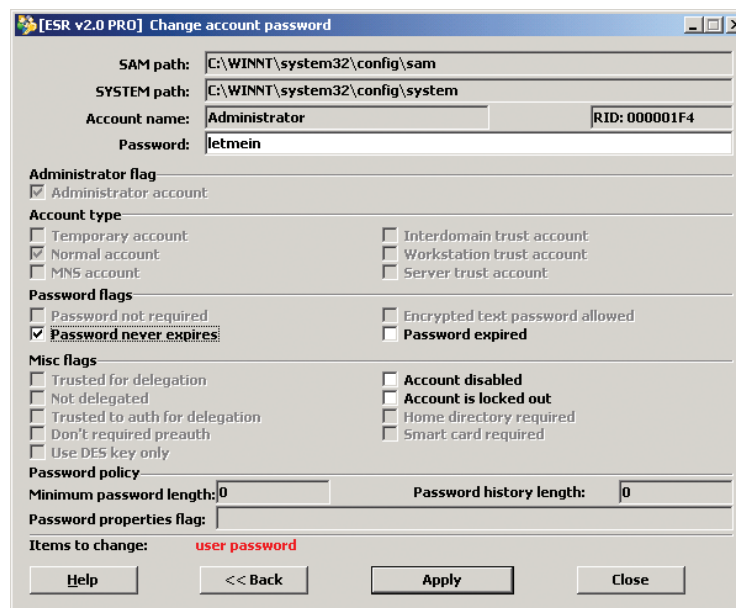 [ESR v2.0 PRO] Change account password
SAM path: C:\WINNT\system32\config\sam
SYSTEM path: C:\WINNT\system32\config\system
Account name: Administrator RID: 000001F4
Password: letmein
Administrator flag
Administrator account
Account type
Temporary account Interdomain trust account
Normal account Workstation trust account
MNS account Server trust account
Password flags
Password not required Encrypted text password allowed
Password never expires Password expired
Misc flags
Trusted for delegation Account disabled
Not delegated Account is locked out
Trusted to auth for delegation Home directory required
Don't required preauth Smart card required
Use DES key only
Password policy
Minimum password length: 0 Password history length: 0
Password properties flag:
Items to change: user password
Help << Back Apply Close